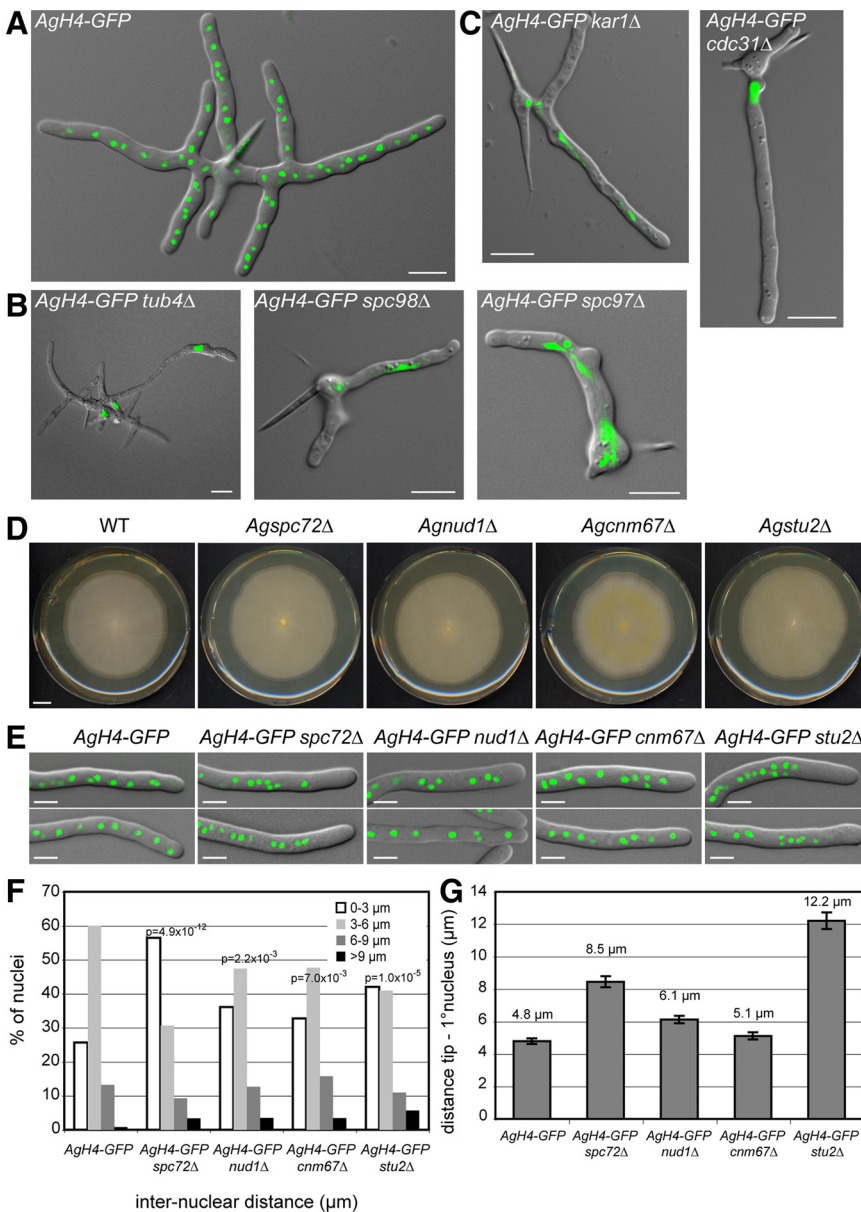 A
AgH4-GFP
C
AgH4-GFP kar1Δ
AgH4-GFP
cdc31Δ
B
AgH4-GFP tub4Δ
AgH4-GFP spc98Δ
AgH4-GFP spc97Δ
D
WT
Agspc72Δ
Agnud1Δ
Agcnm67Δ
Agstu2Δ
E
AgH4-GFP
AgH4-GFP spc72Δ
AgH4-GFP nud1Δ
AgH4-GFP cnm67Δ
AgH4-GFP stu2Δ
F
% of nuclei
70
60
50
40
30
20
10
0
p=4.9x10⁻¹²
p=2.2x10⁻³
p=7.0x10⁻³
p=1.0x10⁻⁵
0-3 µm
3-6 µm
6-9 µm
>9 µm
AgH4-GFP
AgH4-GFP
spc72Δ
AgH4-GFP
nud1Δ
AgH4-GFP
cnm67Δ
AgH4-GFP
stu2Δ
inter-nuclear distance (µm)
G
distance tip - 1°nucleus (µm)
14
12
10
8
6
4
2
0
4.8 µm
8.5 µm
6.1 µm
5.1 µm
12.2 µm
AgH4-GFP
AgH4-GFP
spc72Δ
AgH4-GFP
nud1Δ
AgH4-GFP
cnm67Δ
AgH4-GFP
stu2Δ